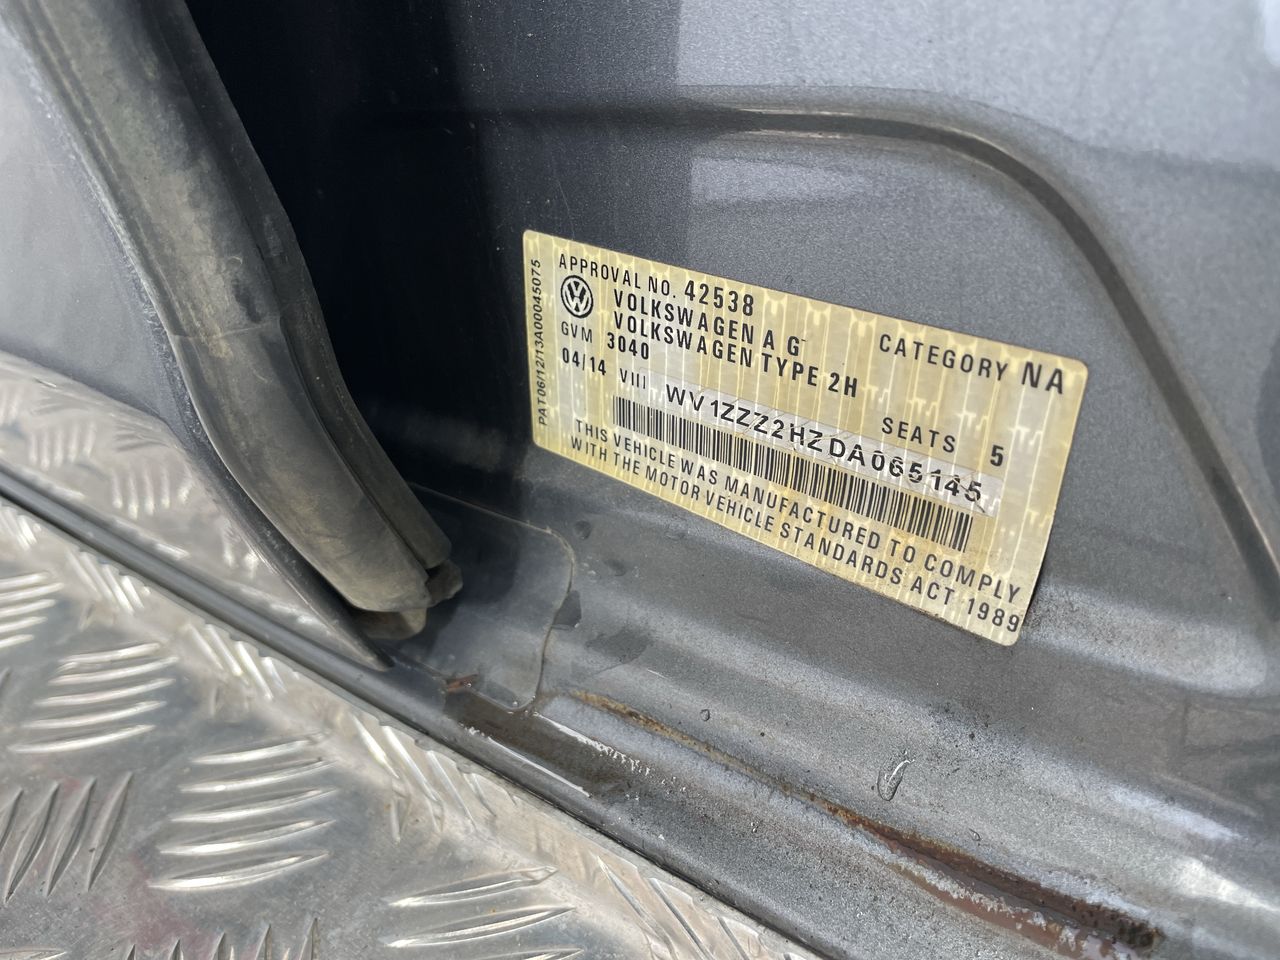 PAT06/12/13A00045075
APPROVAL NO. 42538
VOLKSWAGEN A G
CATEGORY NA
VOLKSWAGEN TYPE 2H
GVM 3040
SEATS 5
04/14 VIII WV1ZZZ2HZDA065145
THIS VEHICLE WAS MANUFACTURED TO COMPLY
WITH THE MOTOR VEHICLE STANDARDS ACT 1989